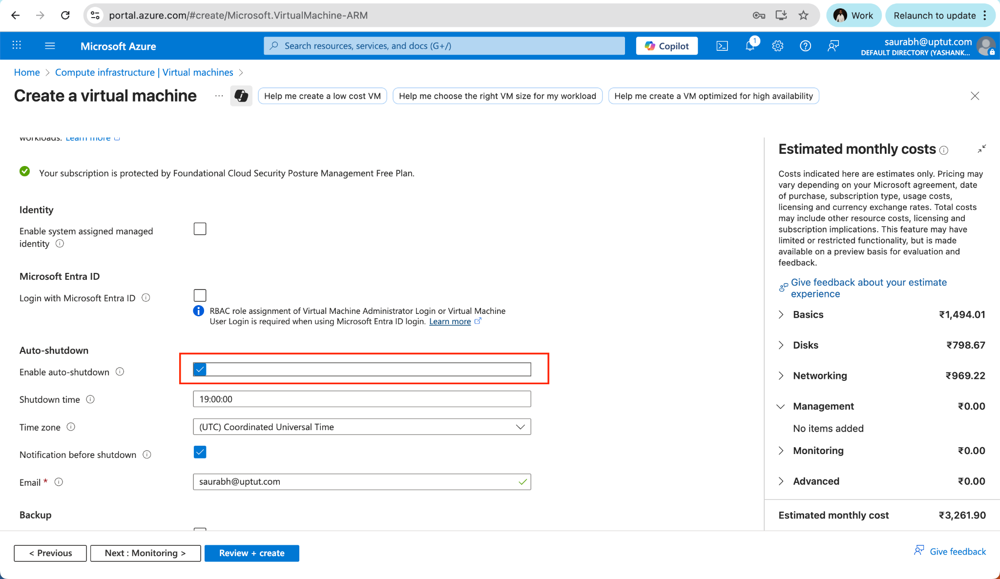 portal.azure.com/#create/Microsoft.VirtualMachine-ARM
Work
Relaunch to update
Microsoft Azure
Search resources, services, and docs (G+/)
Copilot
1
saurabh@uptut.com
DEFAULT DIRECTORY (YASHANK...
Home > Compute infrastructure | Virtual machines >
Create a virtual machine
...
Help me create a low cost VM
Help me choose the right VM size for my workload
Help me create a VM optimized for high availability
workloads. Learn more
Your subscription is protected by Foundational Cloud Security Posture Management Free Plan.
Identity
Enable system assigned managed
identity
Microsoft Entra ID
Login with Microsoft Entra ID
RBAC role assignment of Virtual Machine Administrator Login or Virtual Machine
User Login is required when using Microsoft Entra ID login. Learn more
Auto-shutdown
Enable auto-shutdown
Shutdown time
19:00:00
Time zone
(UTC) Coordinated Universal Time
Notification before shutdown
Email *
saurabh@uptut.com
Backup
< Previous
Next : Monitoring >
Review + create
Estimated monthly costs
Costs indicated here are estimates only. Pricing may
vary depending on your Microsoft agreement, date
of purchase, subscription type, usage costs,
licensing and currency exchange rates. Total costs
may include other resource costs, licensing and
subscription implications. This feature may have
limited or restricted functionality, but is made
available on a preview basis for evaluation and
feedback.
Give feedback about your estimate
experience
Basics ₹1,494.01
Disks ₹798.67
Networking ₹969.22
Management ₹0.00
No items added
Monitoring ₹0.00
Advanced ₹0.00
Estimated monthly cost ₹3,261.90
Give feedback